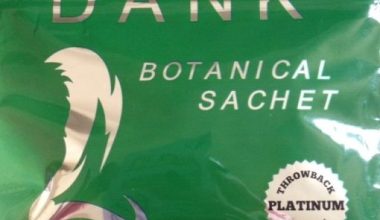 DANK
BOTANICAL
SACHET
THROWBACK
PLATINUM